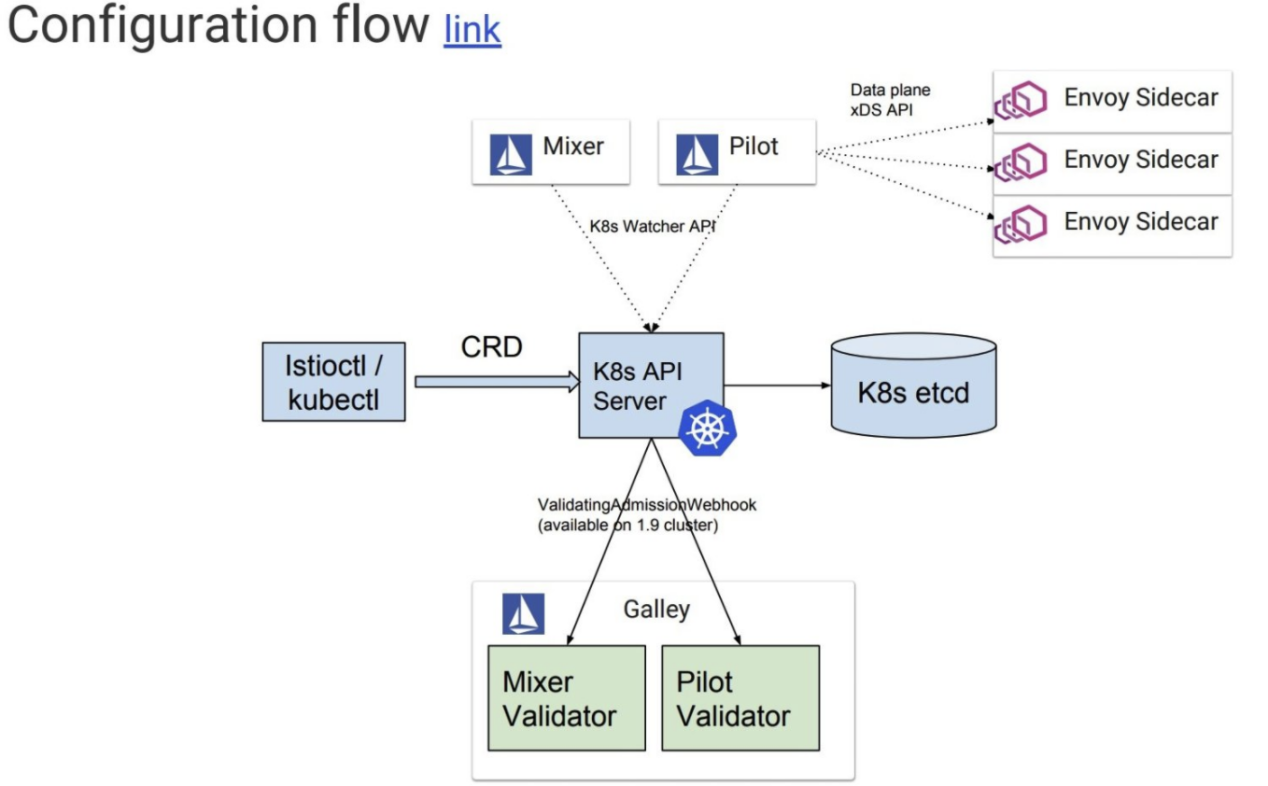 Configuration flow link
Data plane
xDS API
Envoy Sidecar
Envoy Sidecar
Envoy Sidecar
Mixer
Pilot
K8s Watcher API
Istioctl /
kubectl
CRD
K8s API
Server
K8s etcd
ValidatingAdmissionWebhook
(available on 1.9 cluster)
Galley
Mixer
Validator
Pilot
Validator